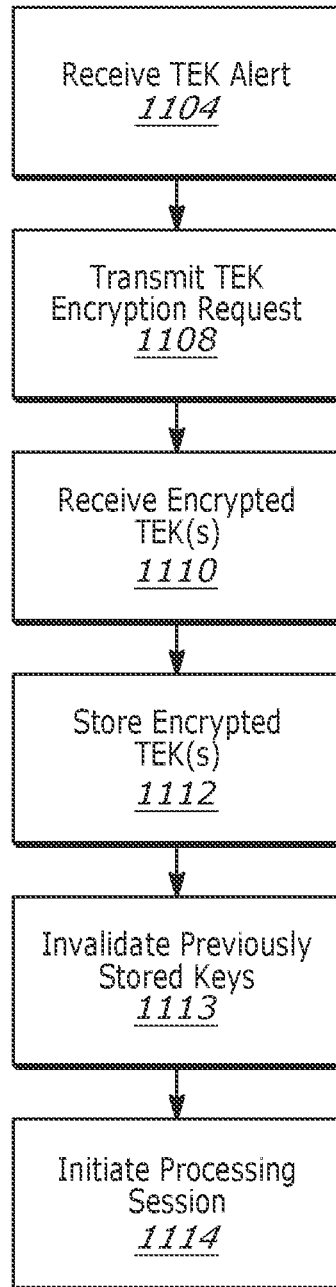 Receive TEK Alert
1104
Transmit TEK
Encryption Request
1108
Receive Encrypted
TEK(s)
1110
Store Encrypted
TEK(s)
1112
Invalidate Previously
Stored Keys
1113
Initiate Processing
Session
1114